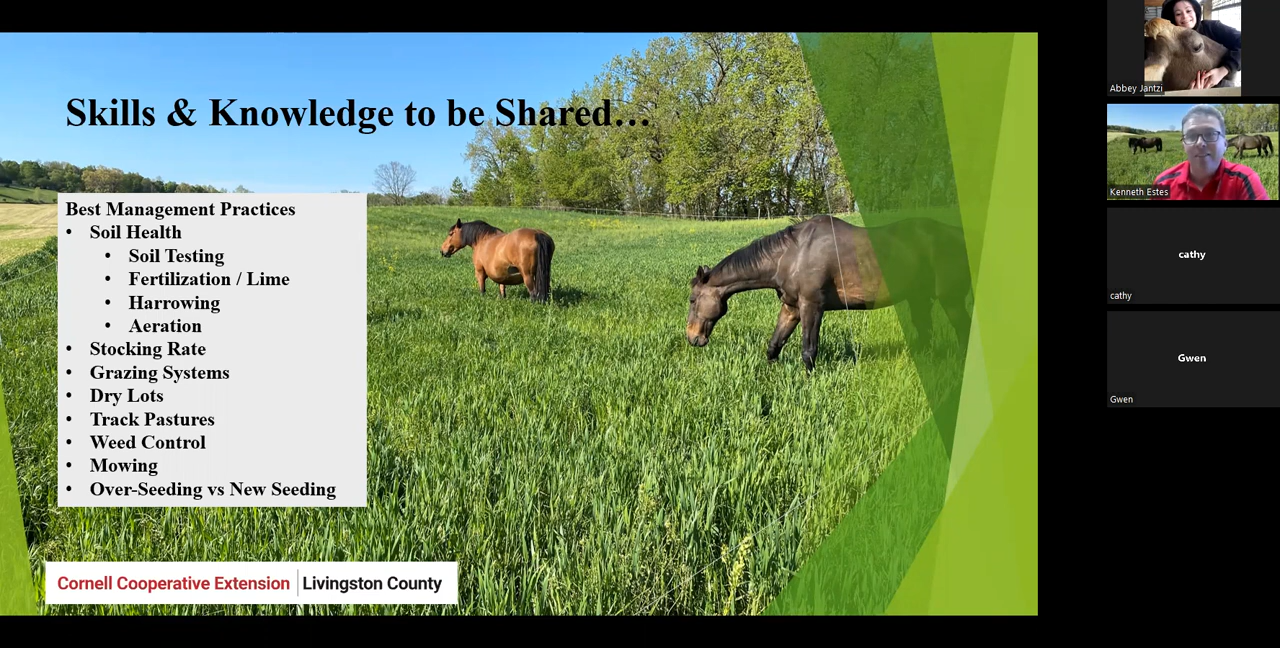 Skills & Knowledge to be Shared…
Best Management Practices
• Soil Health
• Soil Testing
• Fertilization / Lime
• Harrowing
• Aeration
• Stocking Rate
• Grazing Systems
• Dry Lots
• Track Pastures
• Weed Control
• Mowing
• Over-Seeding vs New Seeding
Cornell Cooperative Extension | Livingston County
Abbey Jantzi
Kenneth Estes
cathy
cathy
Gwen
Gwen